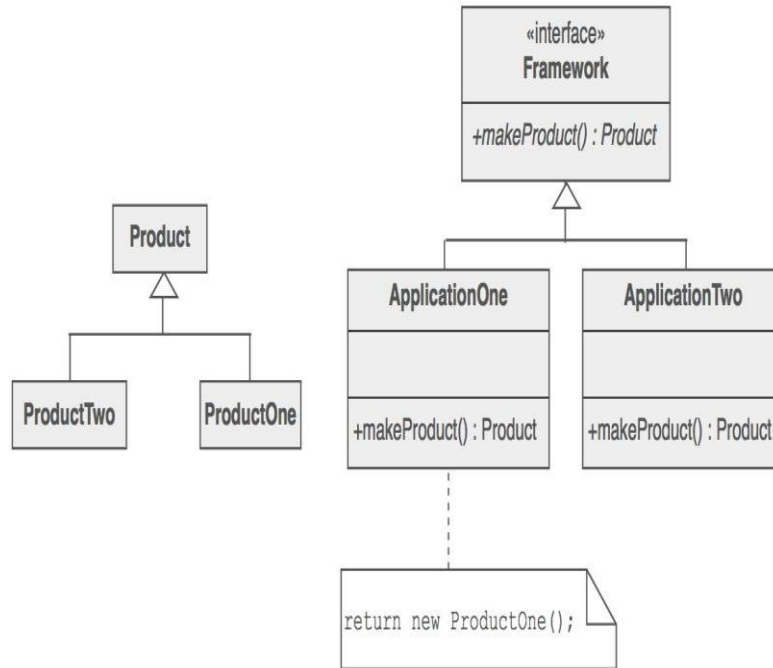 «interface»
Framework
+makeProduct() : Product
Product
ProductTwo
ProductOne
ApplicationOne
+makeProduct() : Product
ApplicationTwo
+makeProduct() : Product
return new ProductOne();